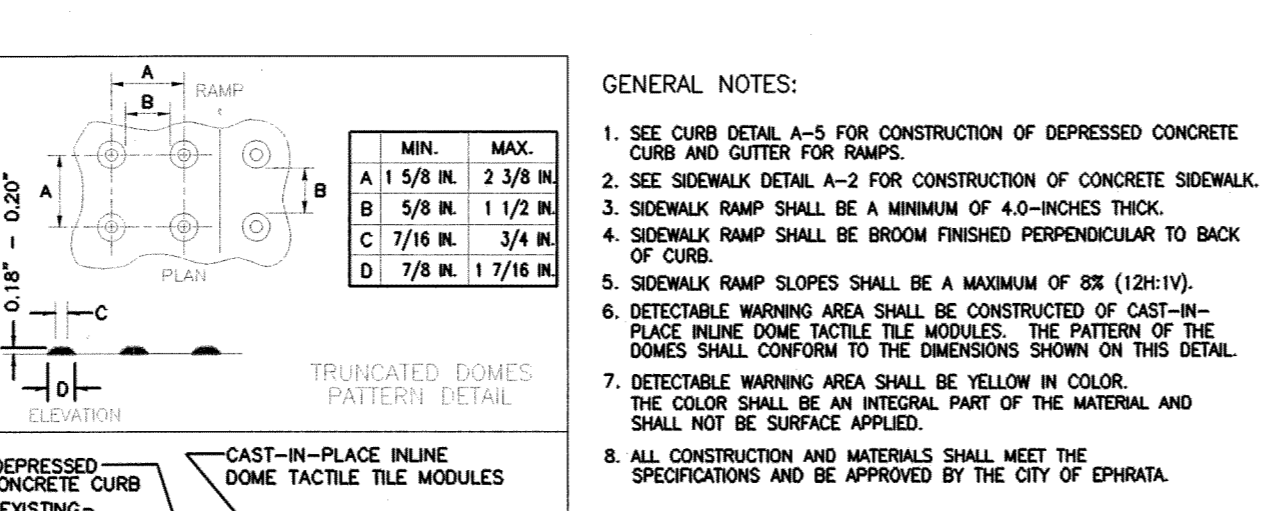 A
RAMP
B
A
B
PLAN
0.18" - 0.20"
C
D
ELEVATION
MIN. MAX.
A 1 5/8 IN. 2 3/8 IN.
B 5/8 IN. 1 1/2 IN.
C 7/16 IN. 3/4 IN.
D 7/8 IN. 1 7/16 IN.
TRUNCATED DOMES
PATTERN DETAIL
DEPRESSED
CONCRETE CURB
EXISTING
CAST-IN-PLACE INLINE
DOME TACTILE TILE MODULES
GENERAL NOTES:
1. SEE CURB DETAIL A-5 FOR CONSTRUCTION OF DEPRESSED CONCRETE
CURB AND GUTTER FOR RAMPS.
2. SEE SIDEWALK DETAIL A-2 FOR CONSTRUCTION OF CONCRETE SIDEWALK.
3. SIDEWALK RAMP SHALL BE A MINIMUM OF 4.0-INCHES THICK.
4. SIDEWALK RAMP SHALL BE BROOM FINISHED PERPENDICULAR TO BACK
OF CURB.
5. SIDEWALK RAMP SLOPES SHALL BE A MAXIMUM OF 8% (12H:1V).
6. DETECTABLE WARNING AREA SHALL BE CONSTRUCTED OF CAST-IN-
PLACE INLINE DOME TACTILE TILE MODULES. THE PATTERN OF THE
DOMES SHALL CONFORM TO THE DIMENSIONS SHOWN ON THIS DETAIL.
7. DETECTABLE WARNING AREA SHALL BE YELLOW IN COLOR.
THE COLOR SHALL BE AN INTEGRAL PART OF THE MATERIAL AND
SHALL NOT BE SURFACE APPLIED.
8. ALL CONSTRUCTION AND MATERIALS SHALL MEET THE
SPECIFICATIONS AND BE APPROVED BY THE CITY OF EPHRATA.